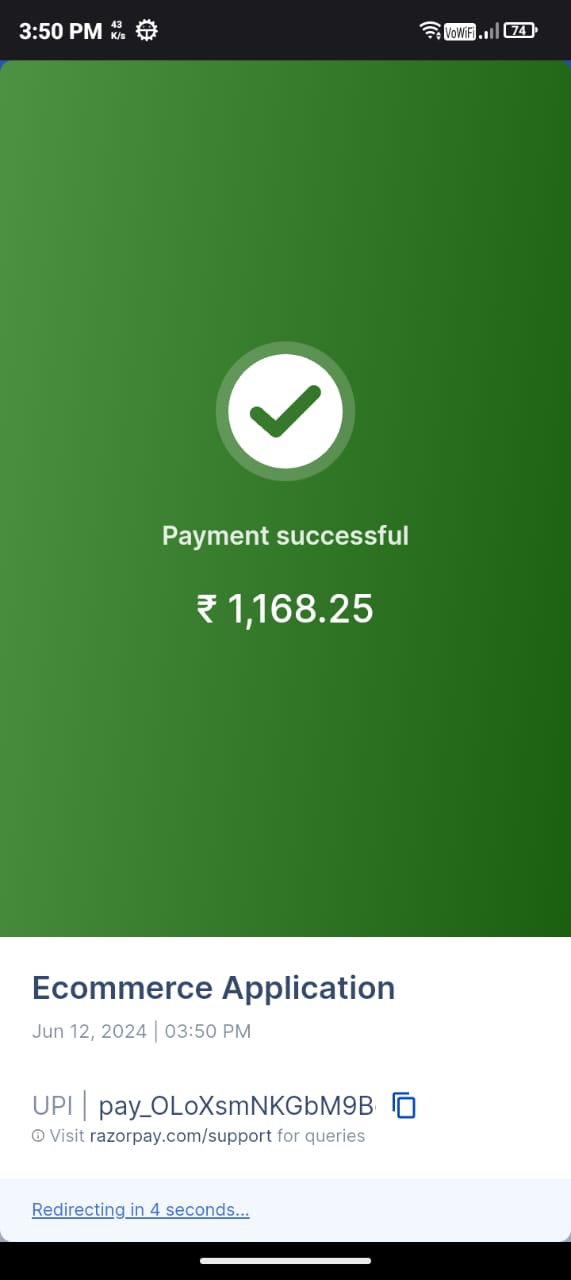 3:50 PM 43 K/s VoWiFi 74
Payment successful
₹ 1,168.25
Ecommerce Application
Jun 12, 2024 | 03:50 PM
UPI | pay_OLoXsmNKGbM9B
Visit razorpay.com/support for queries
Redirecting in 4 seconds...